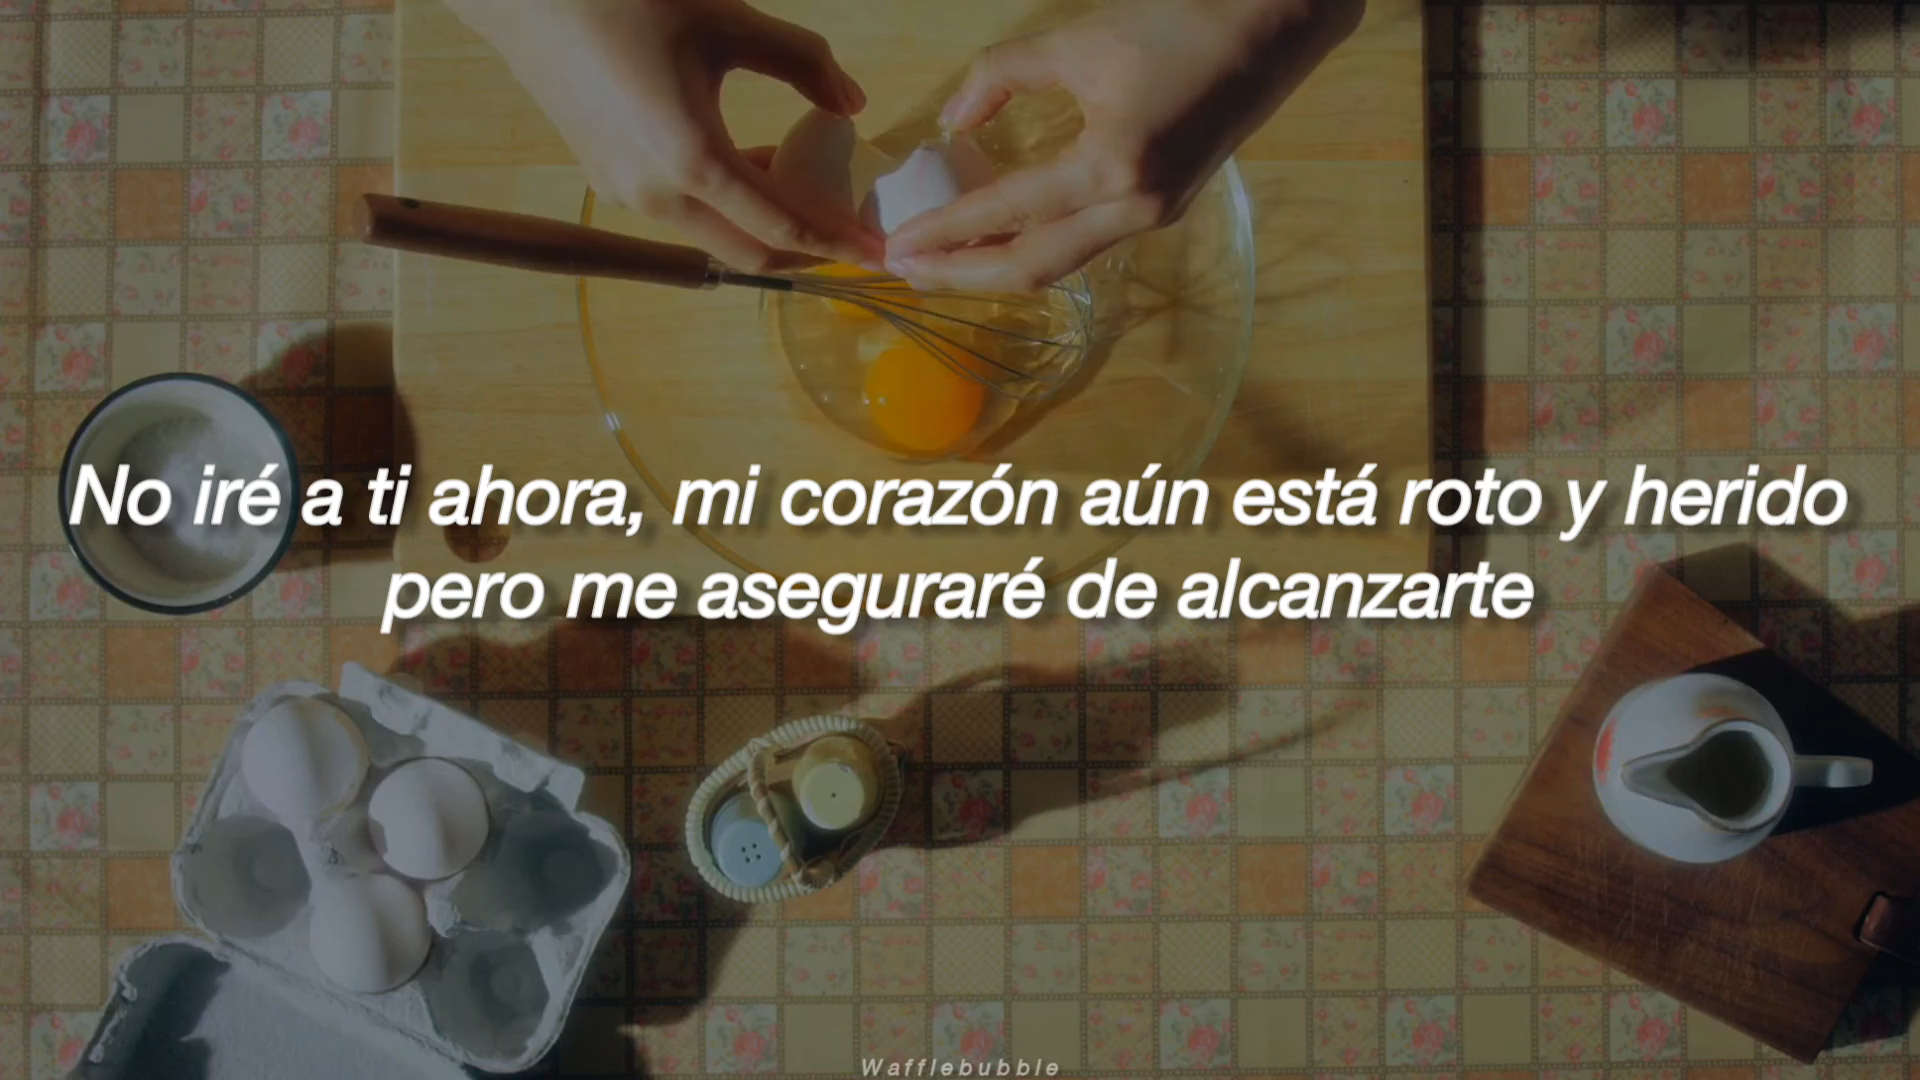 No iré a ti ahora, mi corazón aún está roto y herido
pero me aseguraré de alcanzarte
Wafflebubble